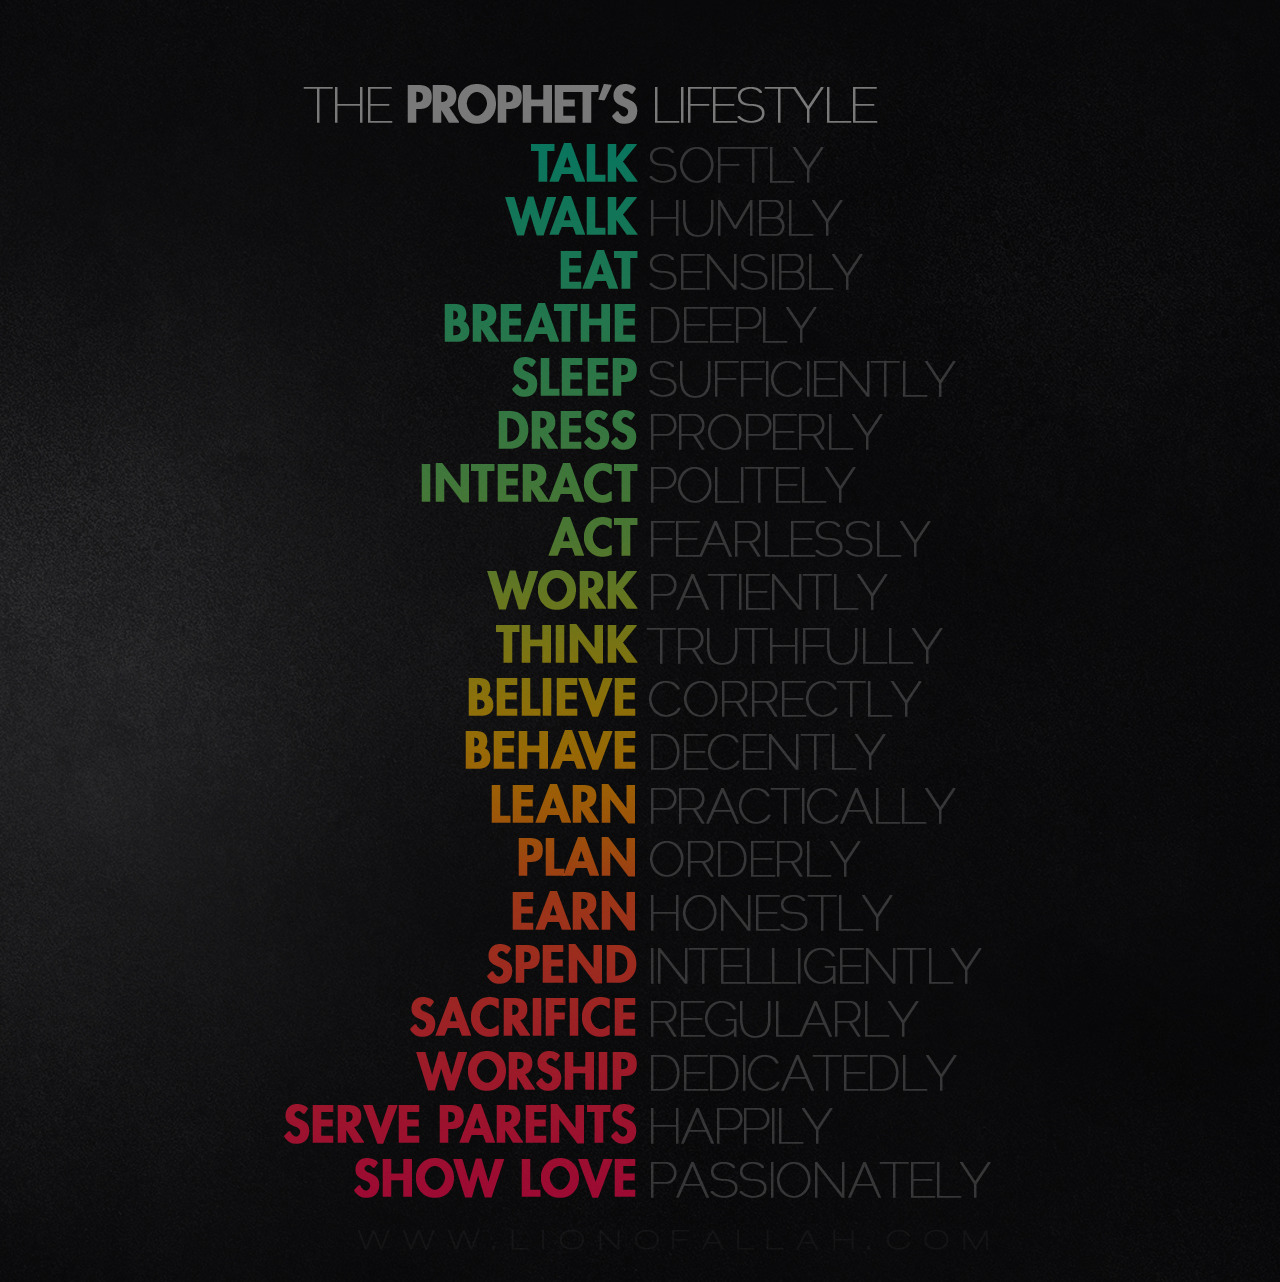 THE PROPHET'S LIFESTYLE
TALK SOFTLY
WALK HUMBLY
EAT SENSIBLY
BREATHE DEEPLY
SLEEP SUFFICIENTLY
DRESS PROPERLY
INTERACT POLITELY
ACT FEARLESSLY
WORK PATIENTLY
THINK TRUTHFULLY
BELIEVE CORRECTLY
BEHAVE DECENTLY
LEARN PRACTICALLY
PLAN ORDERLY
EARN HONESTLY
SPEND INTELLIGENTLY
SACRIFICE REGULARLY
WORSHIP DEDICATEDLY
SERVE PARENTS HAPPILY
SHOW LOVE PASSIONATELY
WWW.LIONOFALLAH.COM